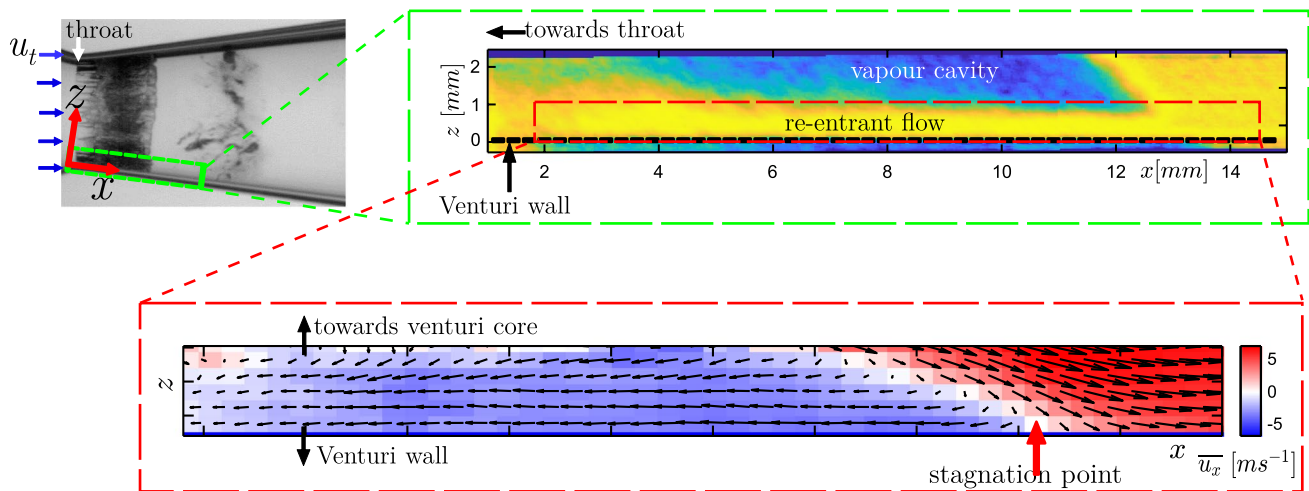 throat
u_t
z
x
towards throat
z [mm]
2
1
0
vapour cavity
re-entrant flow
2
4
6
8
10
12
x[mm]
14
Venturi wall
towards venturi core
z
5
0
-5
Venturi wall
x
\overline{u_x} [ms^{-1}]
stagnation point